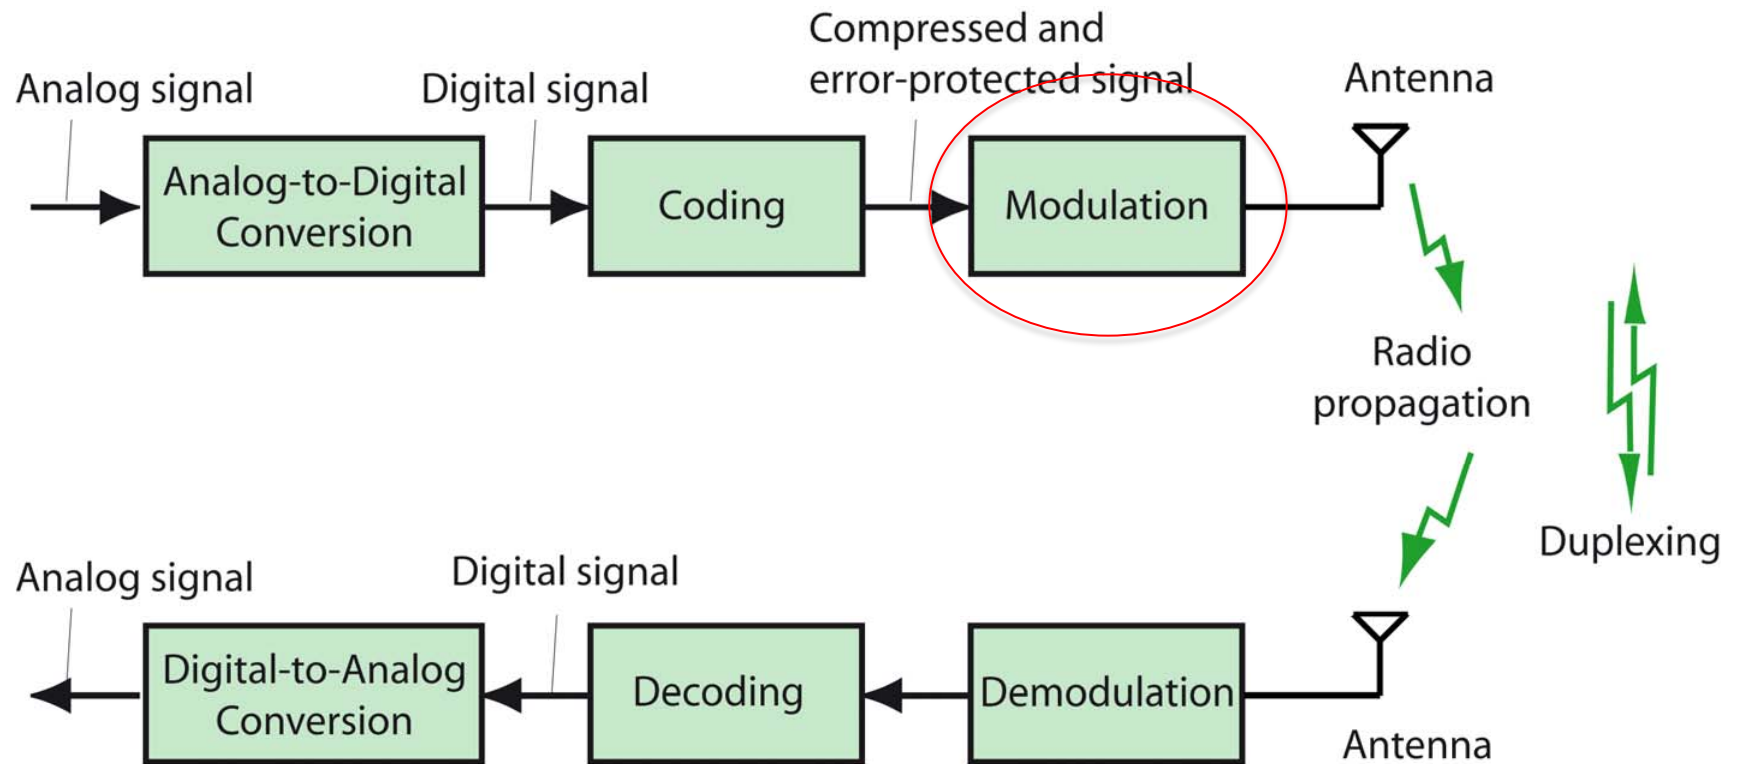 Compressed and
error-protected signal
Analog signal
Digital signal
Antenna
Analog-to-Digital
Conversion
Coding
Modulation
Radio
propagation
Duplexing
Analog signal
Digital signal
Digital-to-Analog
Conversion
Decoding
Demodulation
Antenna